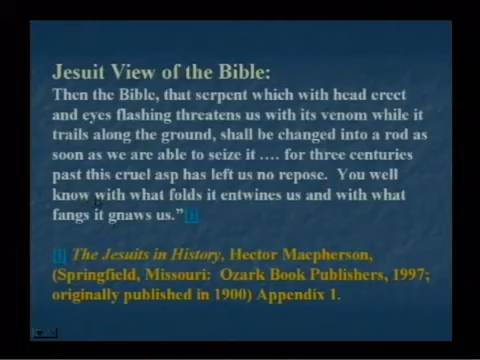 Jesuit View of the Bible:
Then the Bible, that serpent which with head erect
and eyes flashing threatens us with its venom while it
trails along the ground, shall be changed into a rod as
soon as we are able to seize it …. for three centuries
past this cruel asp has left us no repose. You well
know with what folds it entwines us and with what
fangs it gnaws us.”[1]
[1] The Jesuits in History, Hector Macpherson,
(Springfield, Missouri: Ozark Book Publishers, 1997;
originally published in 1900) Appendix 1.